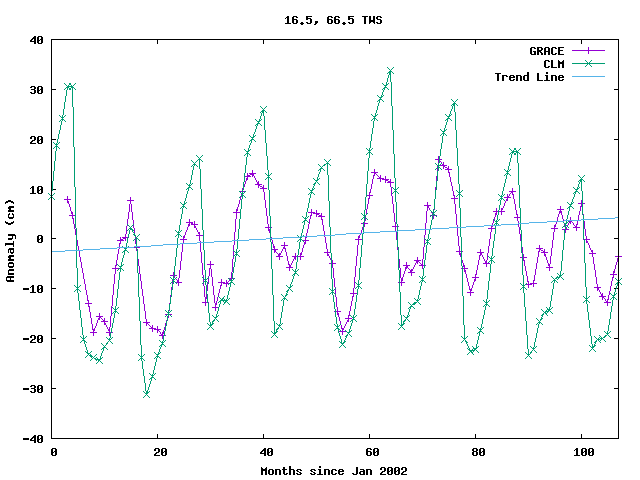 16.5, 66.5 TWS
GRACE
CLM
Trend Line
40
30
20
10
0
-10
-20
-30
-40
Anomaly (cm)
0 20 40 60 80 100
Months since Jan 2002